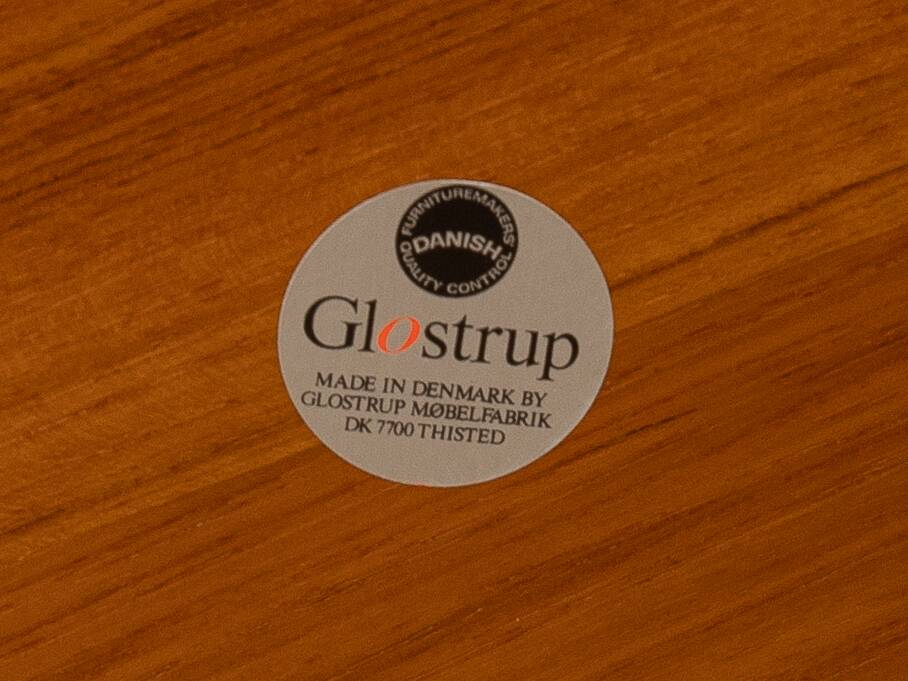 FURNITUREMAKERS'
DANISH
QUALITY CONTROL
Glostrup
MADE IN DENMARK BY
GLOSTRUP MØBELFABRIK
DK 7700 THISTED